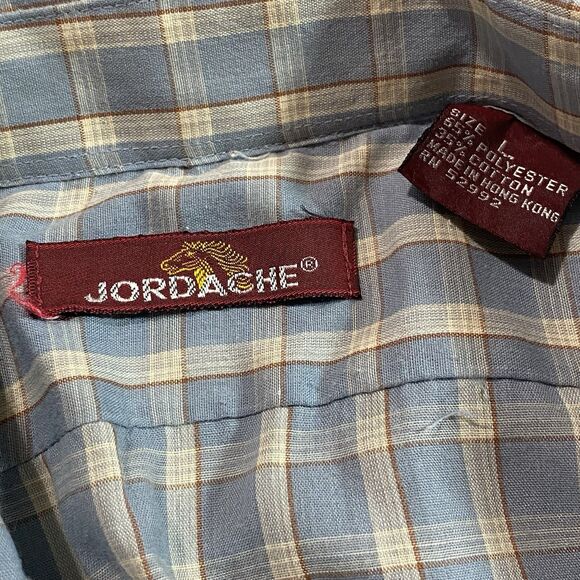 JORDACHE®
SIZE L
65% POLYESTER
35% COTTON
MADE IN HONG KONG
RN 52992